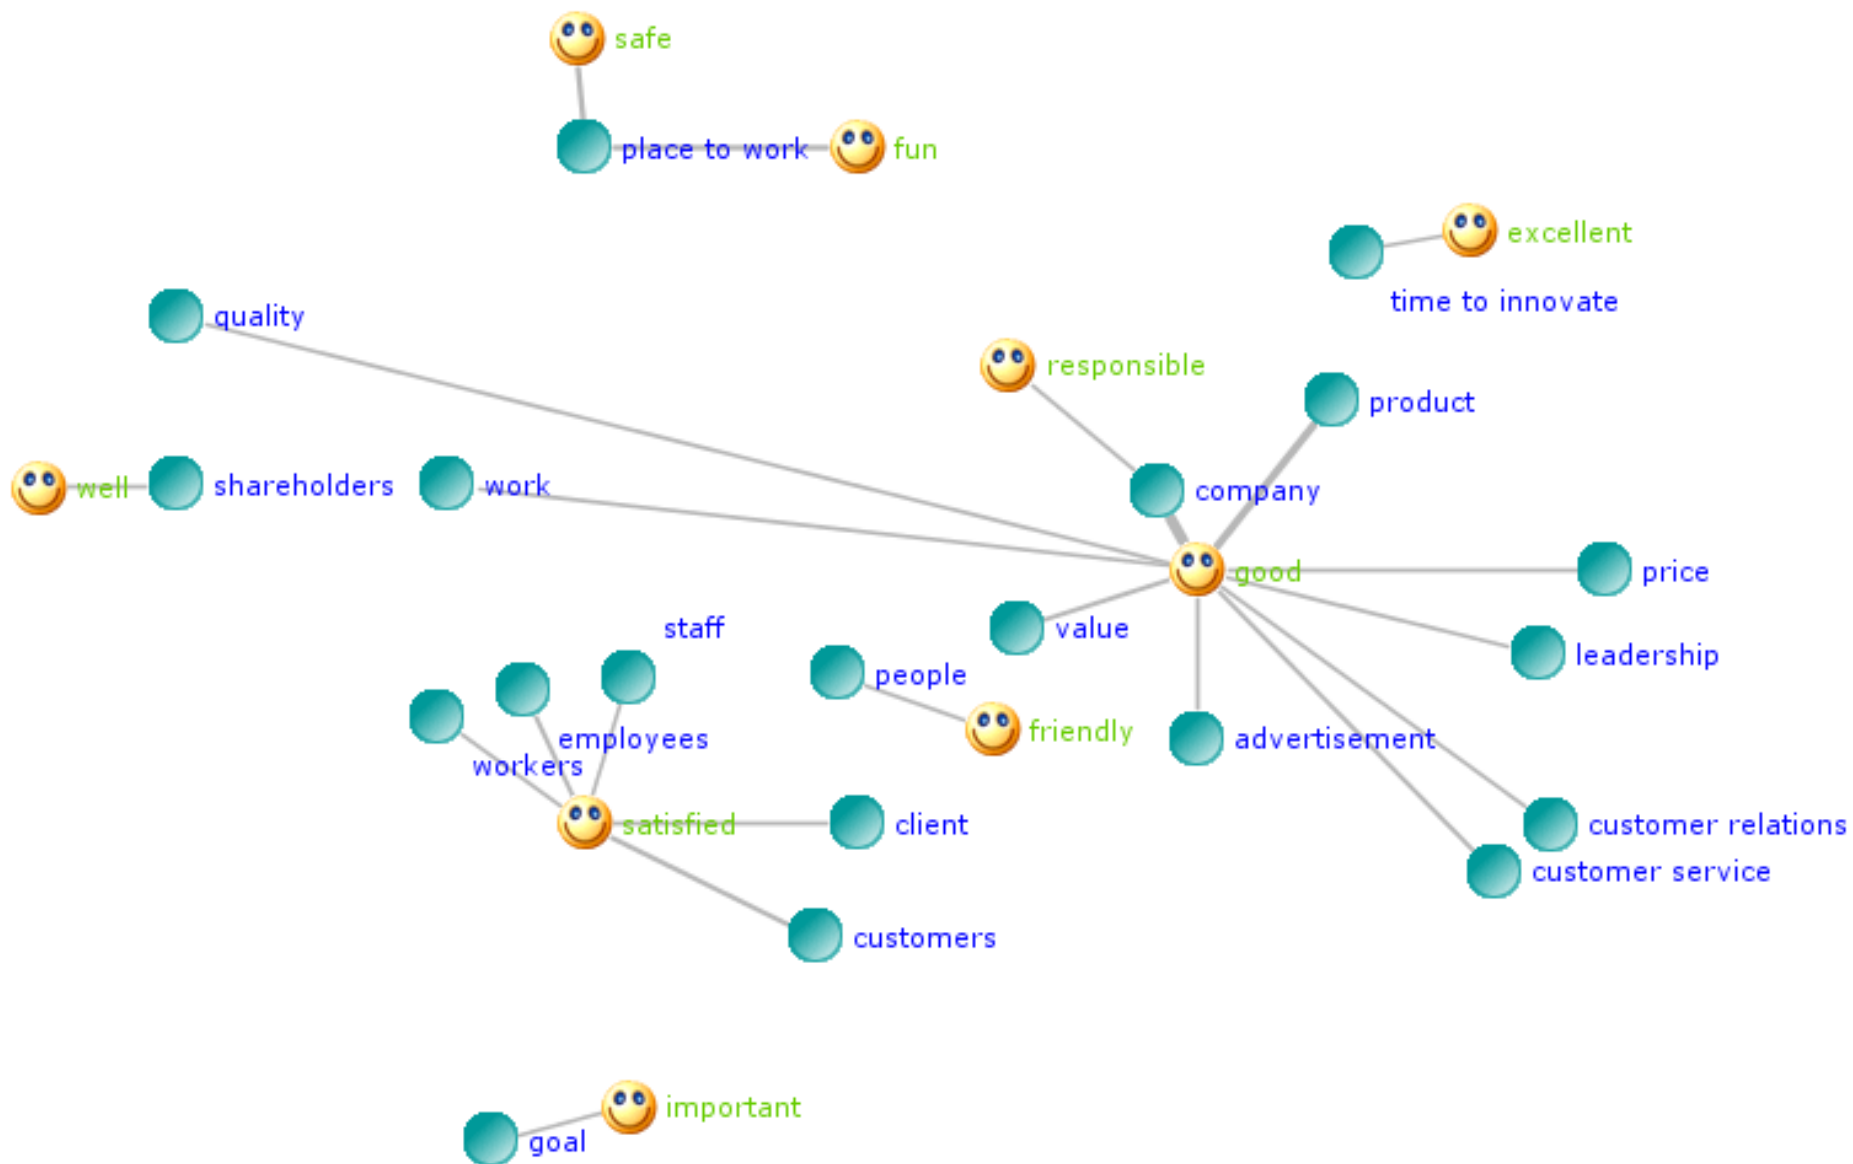 safe
place to work
fun
excellent
time to innovate
quality
responsible
product
well
shareholders
work
company
good
price
value
staff
leadership
people
friendly
advertisement
employees
workers
satisfied
client
customer relations
customer service
customers
important
goal